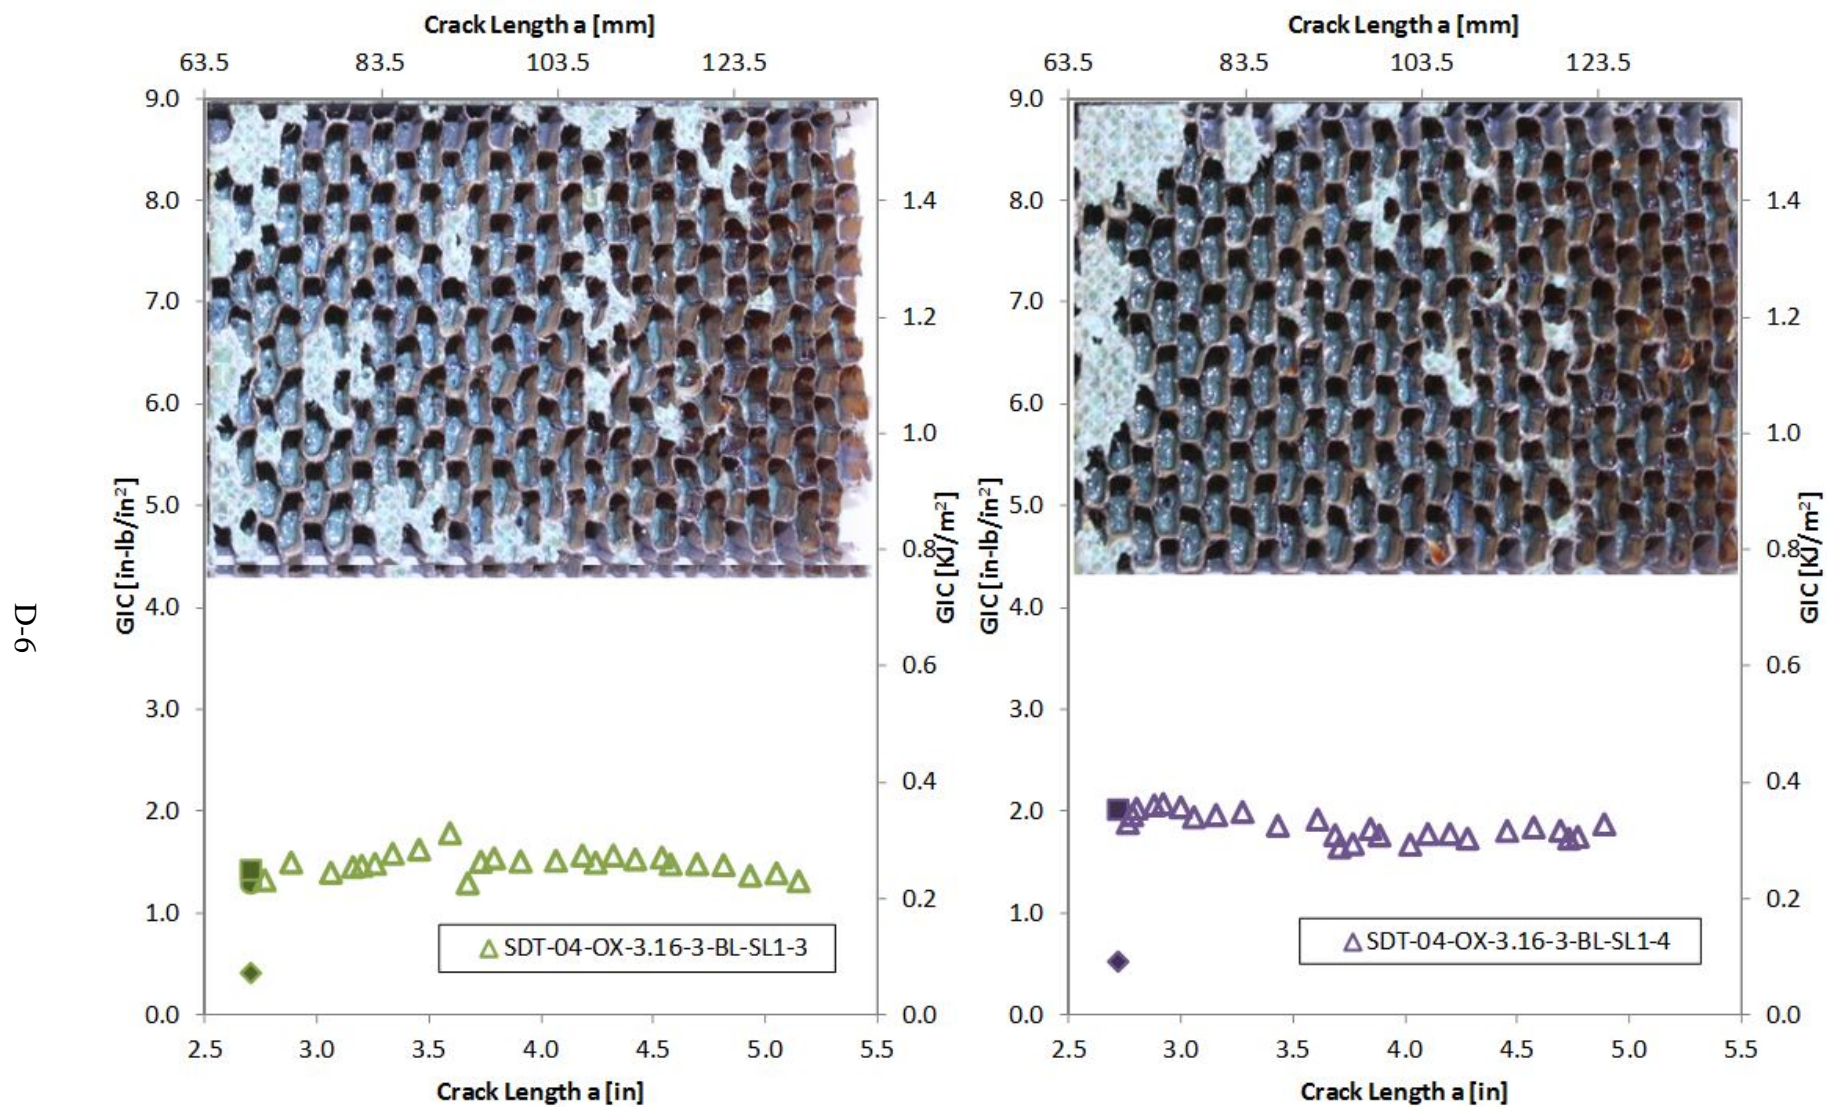 Crack Length a [mm]
63.5 83.5 103.5 123.5
9.0
8.0
7.0
6.0
5.0
4.0
3.0
2.0
1.0
0.0
GIC [in-lb/in²]
1.4
1.2
1.0
0.8
0.6
0.4
0.2
0.0
GIC [KJ/m²]
SDT-04-OX-3.16-3-BL-SL1-3
2.5 3.0 3.5 4.0 4.5 5.0 5.5
Crack Length a [in]
Crack Length a [mm]
63.5 83.5 103.5 123.5
9.0
8.0
7.0
6.0
5.0
4.0
3.0
2.0
1.0
0.0
GIC [in-lb/in²]
1.4
1.2
1.0
0.8
0.6
0.4
0.2
0.0
GIC [KJ/m²]
SDT-04-OX-3.16-3-BL-SL1-4
2.5 3.0 3.5 4.0 4.5 5.0 5.5
Crack Length a [in]
D-6